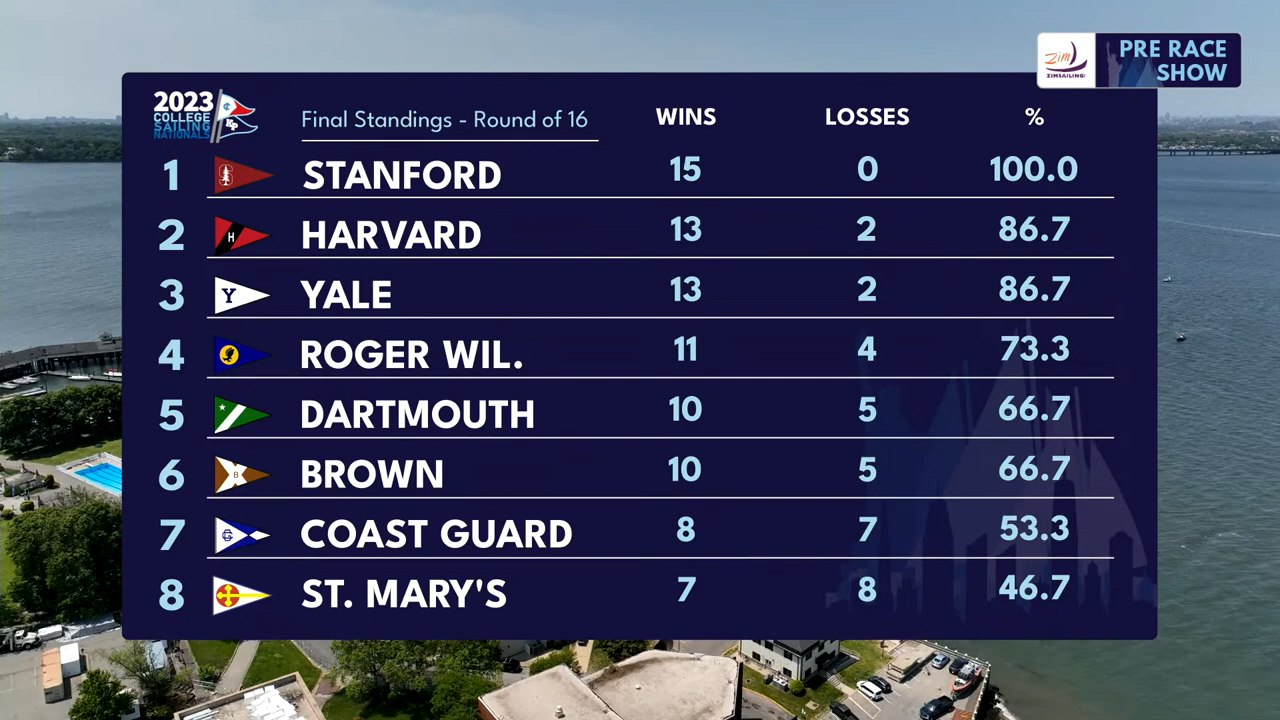 zim
ZIMSAILING!
PRE RACE
SHOW
2023
COLLEGE
SAILING
NATIONALS
Final Standings - Round of 16 WINS LOSSES %
1 STANFORD 15 0 100.0
2 H HARVARD 13 2 86.7
3 Y YALE 13 2 86.7
4 ROGER WIL. 11 4 73.3
5 DARTMOUTH 10 5 66.7
6 B BROWN 10 5 66.7
7 COAST GUARD 8 7 53.3
8 ST. MARY'S 7 8 46.7